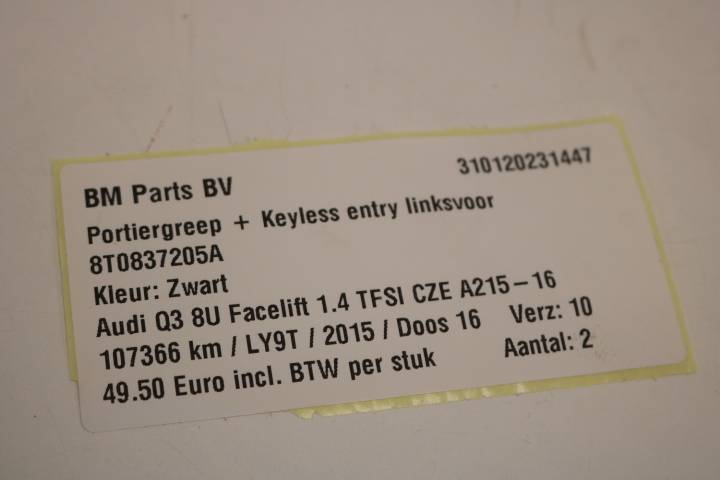 BM Parts BV 310120231447
Portiergreep + Keyless entry linksvoor
8T0837205A
Kleur: Zwart
Audi Q3 8U Facelift 1.4 TFSI CZE A215-16
107366 km / LY9T / 2015 / Doos 16 Verz: 10
49.50 Euro incl. BTW per stuk Aantal: 2